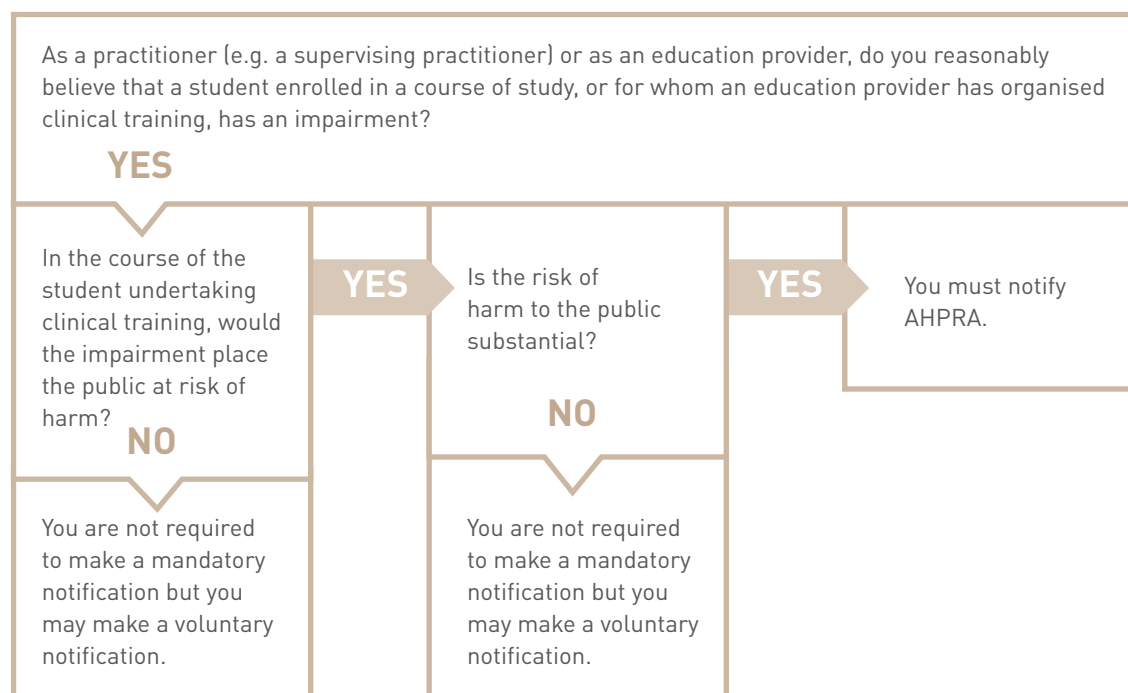 As a practitioner (e.g. a supervising practitioner) or as an education provider, do you reasonably
believe that a student enrolled in a course of study, or for whom an education provider has organised
clinical training, has an impairment?
YES
In the course of the
student undertaking
clinical training, would
the impairment place
the public at risk of
harm?
NO
You are not required
to make a mandatory
notification but you
may make a voluntary
notification.
YES
Is the risk of
harm to the public
substantial?
NO
You are not required
to make a mandatory
notification but you
may make a voluntary
notification.
YES
You must notify
AHPRA.